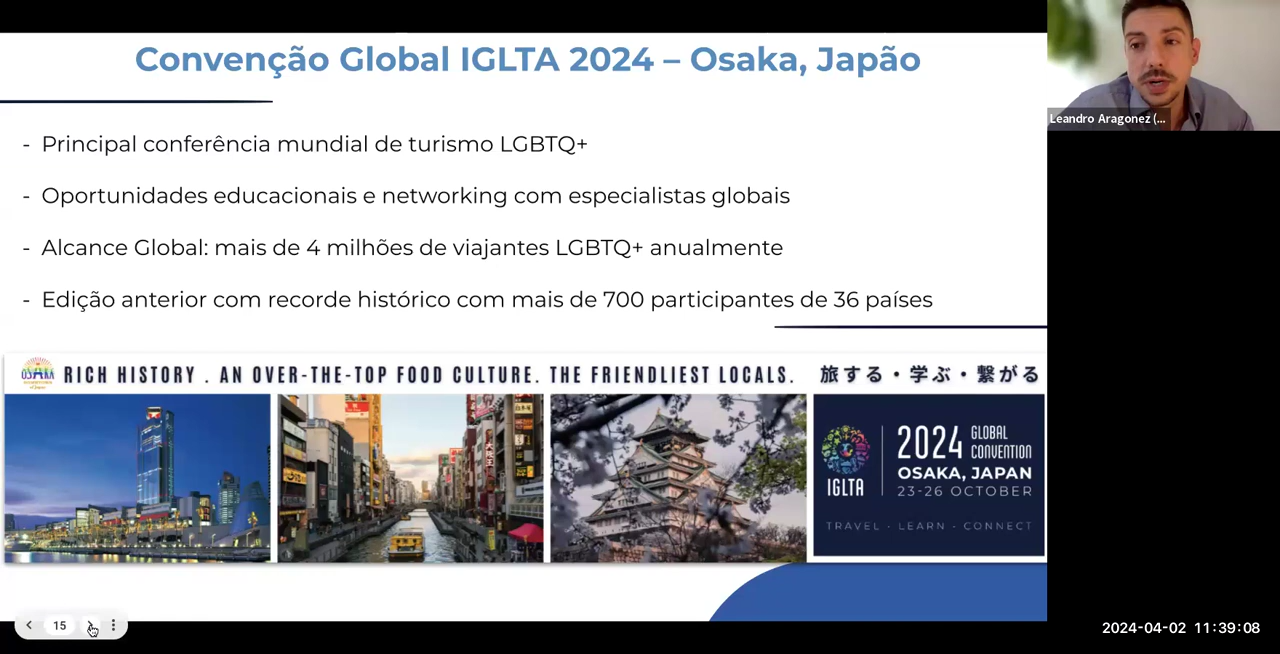 Convenção Global IGLTA 2024 – Osaka, Japão
Leandro Aragonez (...
- Principal conferência mundial de turismo LGBTQ+
- Oportunidades educacionais e networking com especialistas globais
- Alcance Global: mais de 4 milhões de viajantes LGBTQ+ anualmente
- Edição anterior com recorde histórico com mais de 700 participantes de 36 países
OSAKA
RICH HISTORY . AN OVER-THE-TOP FOOD CULTURE. THE FRIENDLIEST LOCALS. 旅する・学ぶ・繋がる
IGLTA
2024 GLOBAL CONVENTION
OSAKA, JAPAN
23-26 OCTOBER
TRAVEL · LEARN · CONNECT
15
2024-04-02 11:39:08